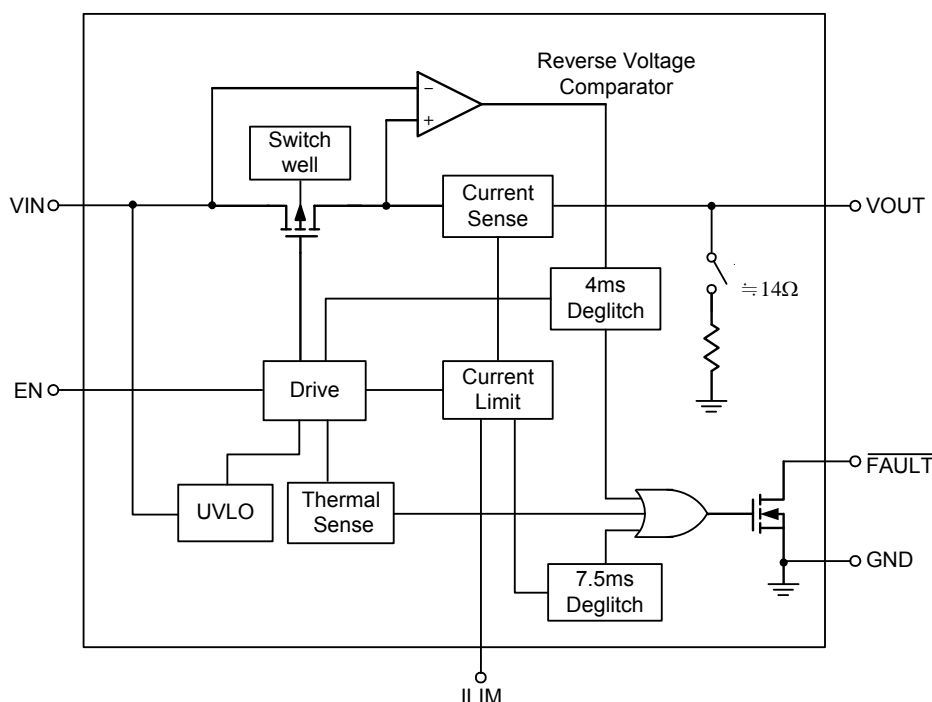 Reverse Voltage
Comparator
−
+
Switch
well
VIN
Current
Sense
VOUT
4ms
Deglitch
≒14Ω
EN
Drive
Current
Limit
FAULT
UVLO
Thermal
Sense
7.5ms
Deglitch
GND
ILIM